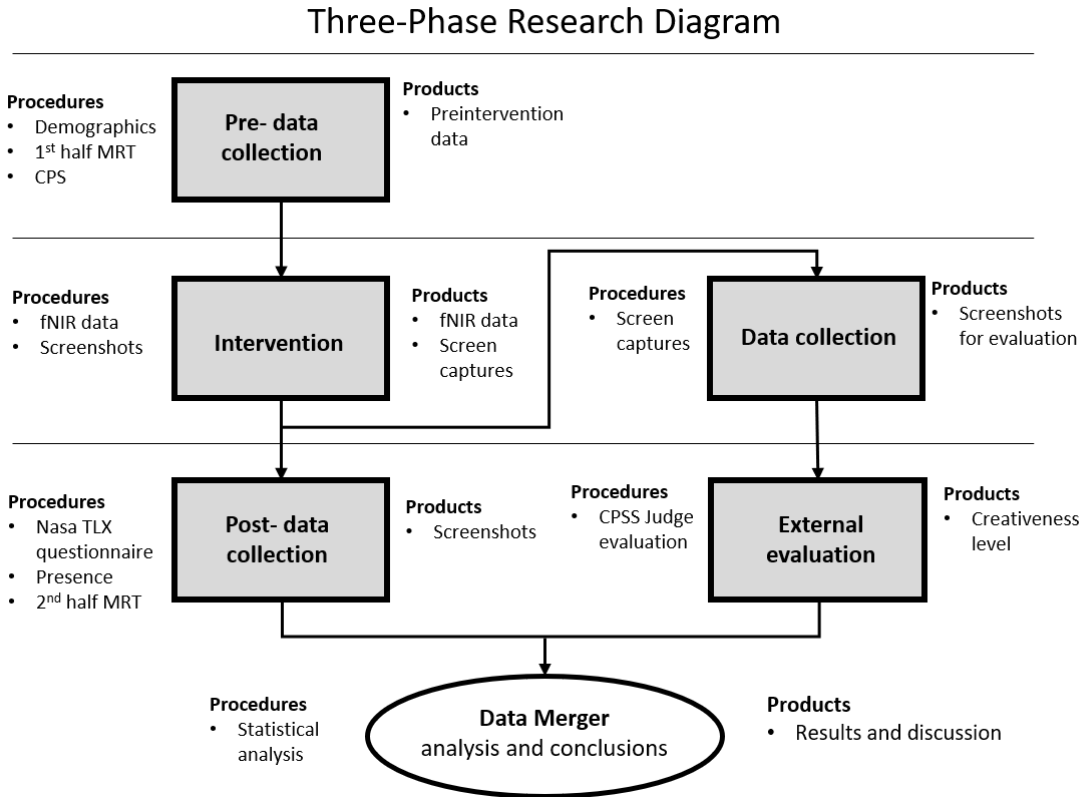 Three-Phase Research Diagram
Procedures
• Demographics
• 1st half MRT
• CPS
Pre- data
collection
Products
• Preintervention
data
Procedures
• fNIR data
• Screenshots
Intervention
Products
• fNIR data
• Screen
captures
Procedures
• Screen
captures
Data collection
Products
• Screenshots
for evaluation
Procedures
• Nasa TLX
questionnaire
• Presence
• 2nd half MRT
Post- data
collection
Products
• Screenshots
Procedures
• CPSS Judge
evaluation
External
evaluation
Products
• Creativeness
level
Procedures
• Statistical
analysis
Data Merger
analysis and conclusions
Products
• Results and discussion